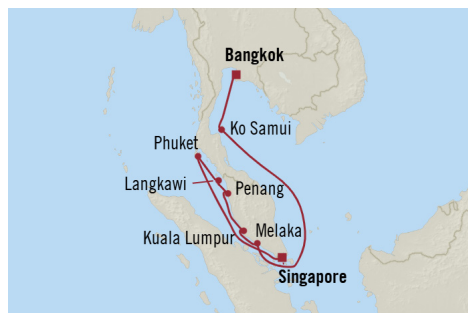 Bangkok
Ko Samui
Phuket
Langkawi
Penang
Kuala Lumpur
Melaka
Singapore